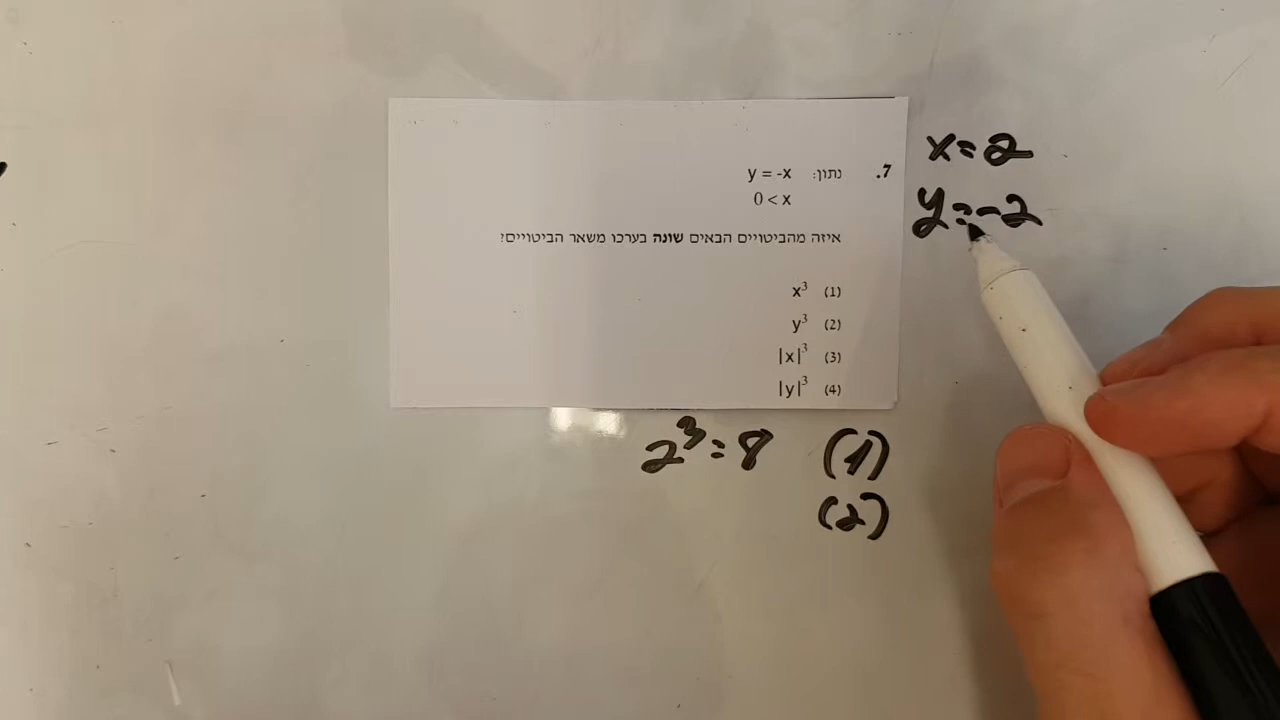 7. נתון: y = -x
0 < x
איזה מהביטויים הבאים שונה בערכו משאר הביטויים?
(1) x³
(2) y³
(3) |x|³
(4) |y|³
x=2
y=-2
(1) 2³=8
(2)